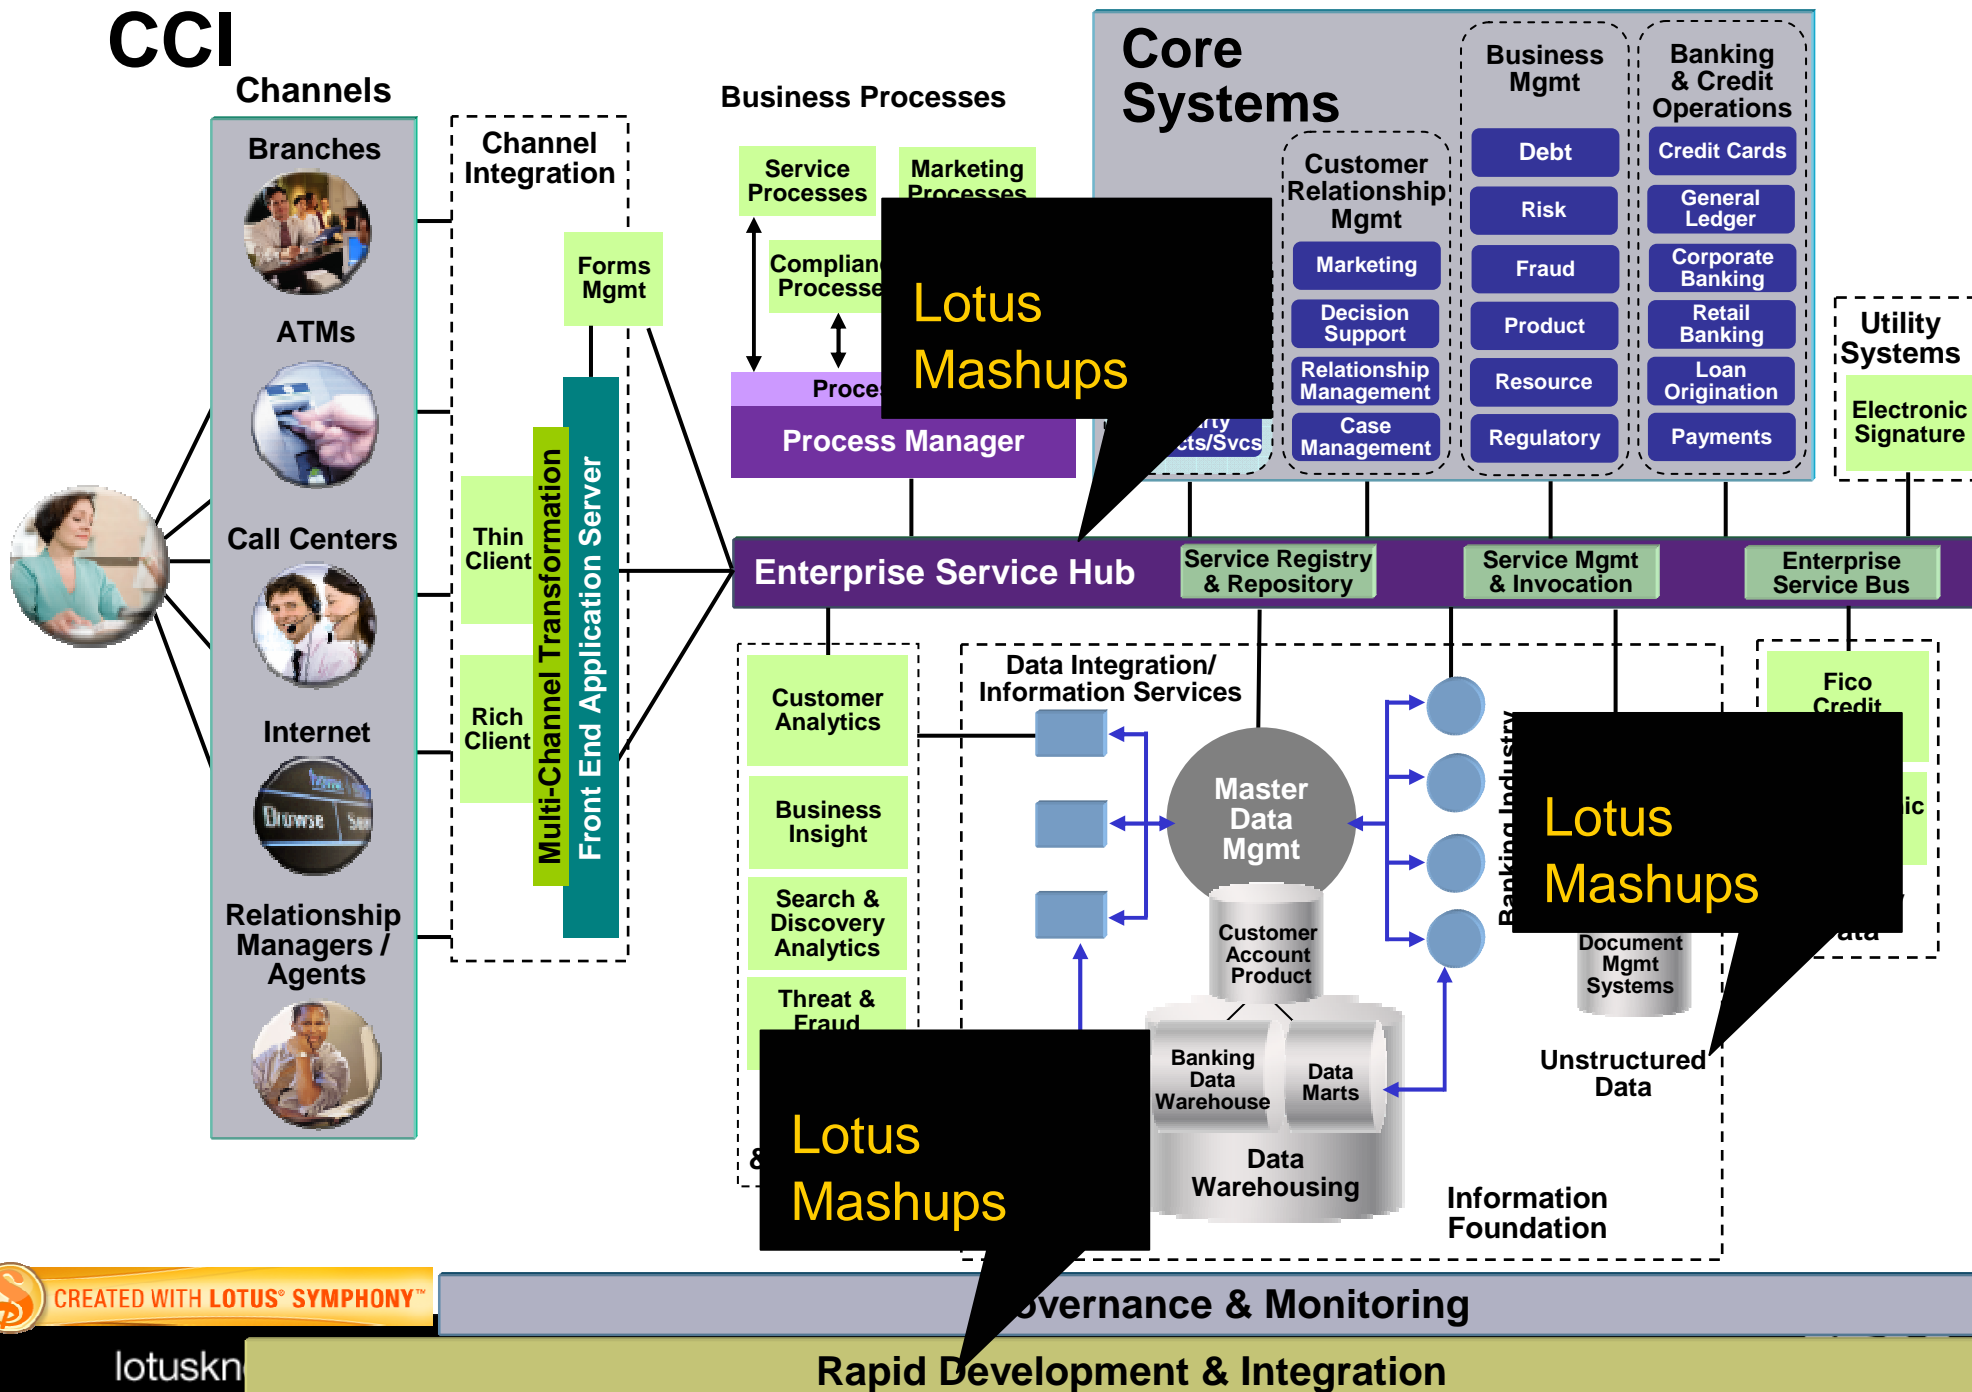 CCI
Channels
Branches
ATMs
Call Centers
Internet
Browse
Relationship
Managers /
Agents
Channel
Integration
Forms
Mgmt
Thin
Client
Rich
Client
Multi-Channel Transformation
Front End Application Server
Business Processes
Service
Processes
Marketing
Processes
Process Manager
Core
Systems
Customer
Relationship
Mgmt
Marketing
Decision
Support
Relationship
Management
Case
Management
Business
Mgmt
Debt
Risk
Fraud
Product
Resource
Regulatory
Banking
& Credit
Operations
Credit Cards
General
Ledger
Corporate
Banking
Retail
Banking
Loan
Origination
Payments
Utility
Systems
Electronic
Signature
Lotus
Mashups
Enterprise Service Hub
Service Registry
& Repository
Service Mgmt
& Invocation
Enterprise
Service Bus
Customer
Analytics
Business
Insight
Search &
Discovery
Analytics
Threat &
Fraud
&
Data Integration/
Information Services
Master
Data
Mgmt
Customer
Account
Product
Banking
Data
Warehouse
Data
Marts
Data
Warehousing
Banking Industry
Document
Mgmt
Systems
Unstructured
Data
Information
Foundation
Fico
Credit
Lotus
Mashups
Lotus
Mashups
CREATED WITH LOTUS® SYMPHONY™
& Monitoring
Rapid Development & Integration